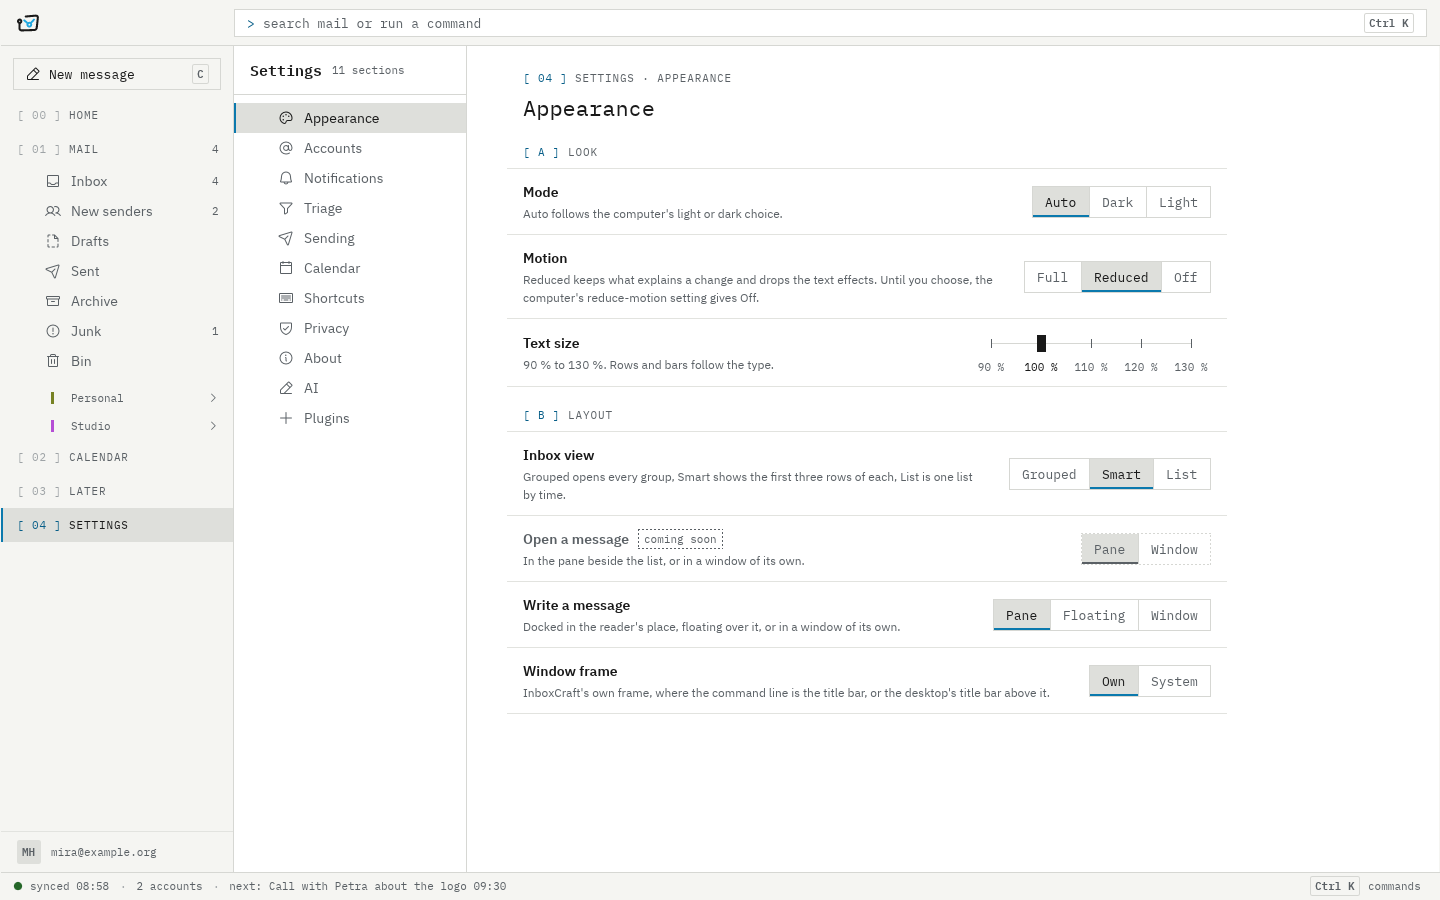 > search mail or run a command
Ctrl K
New message
C
[ 00 ] HOME
[ 01 ] MAIL 4
Inbox 4
New senders 2
Drafts
Sent
Archive
Junk 1
Bin
Personal
Studio
[ 02 ] CALENDAR
[ 03 ] LATER
[ 04 ] SETTINGS
MH mira@example.org
Settings 11 sections
Appearance
Accounts
Notifications
Triage
Sending
Calendar
Shortcuts
Privacy
About
AI
Plugins
[ 04 ] SETTINGS · APPEARANCE
Appearance
[ A ] LOOK
Mode
Auto follows the computer's light or dark choice.
Auto Dark Light
Motion
Reduced keeps what explains a change and drops the text effects. Until you choose, the
computer's reduce-motion setting gives Off.
Full Reduced Off
Text size
90 % to 130 %. Rows and bars follow the type.
90 % 100 % 110 % 120 % 130 %
[ B ] LAYOUT
Inbox view
Grouped opens every group, Smart shows the first three rows of each, List is one list
by time.
Grouped Smart List
Open a message coming soon
In the pane beside the list, or in a window of its own.
Pane Window
Write a message
Docked in the reader's place, floating over it, or in a window of its own.
Pane Floating Window
Window frame
InboxCraft's own frame, where the command line is the title bar, or the desktop's title bar above it.
Own System
synced 08:58 · 2 accounts · next: Call with Petra about the logo 09:30
Ctrl K commands